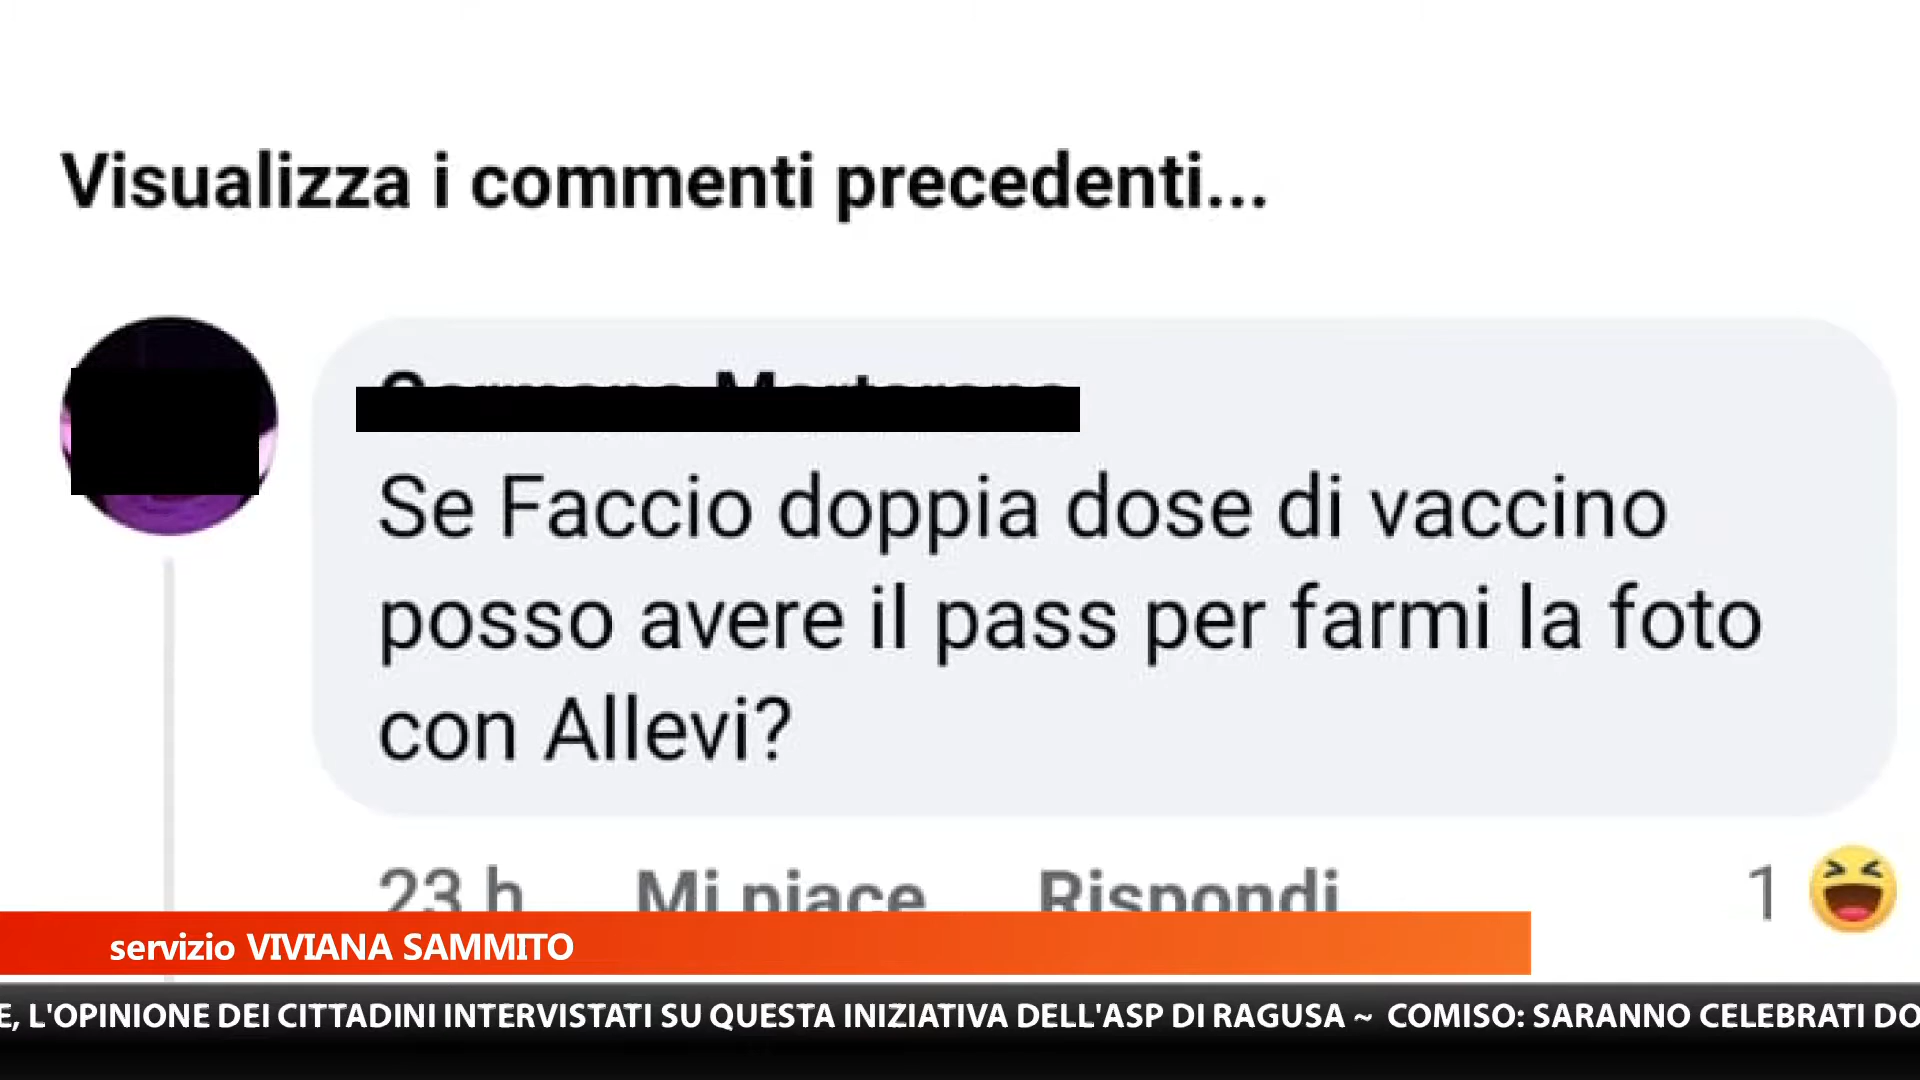 Visualizza i commenti precedenti...
Se Faccio doppia dose di vaccino
posso avere il pass per farmi la foto
con Allevi?
23 h Mi piace Rispondi 1
servizio VIVIANA SAMMITO
E, L'OPINIONE DEI CITTADINI INTERVISTATI SU QUESTA INIZIATIVA DELL'ASP DI RAGUSA ~ COMISO: SARANNO CELEBRATI DO